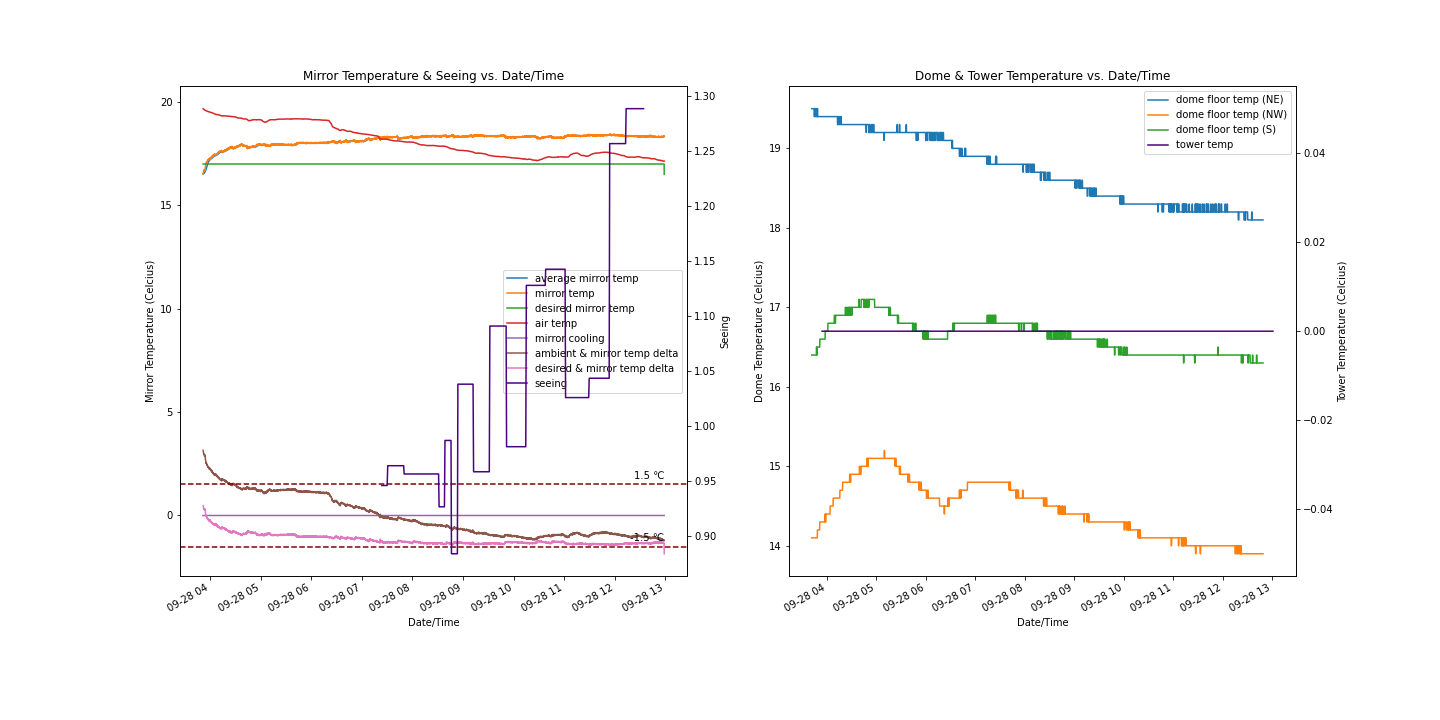 Mirror Temperature & Seeing vs. Date/Time
20
15
10
5
0
Mirror Temperature (Celcius)
average mirror temp
mirror temp
desired mirror temp
air temp
mirror cooling
ambient & mirror temp delta
desired & mirror temp delta
seeing
1.5 °C
-1.5 °C
1.30
1.25
1.20
1.15
1.10
1.05
1.00
0.95
0.90
Seeing
09-28 04
09-28 05
09-28 06
09-28 07
09-28 08
09-28 09
09-28 10
09-28 11
09-28 12
09-28 13
Date/Time
Dome & Tower Temperature vs. Date/Time
19
18
17
16
15
14
Dome Temperature (Celcius)
dome floor temp (NE)
dome floor temp (NW)
dome floor temp (S)
tower temp
0.04
0.02
0.00
−0.02
−0.04
Tower Temperature (Celcius)
09-28 04
09-28 05
09-28 06
09-28 07
09-28 08
09-28 09
09-28 10
09-28 11
09-28 12
09-28 13
Date/Time